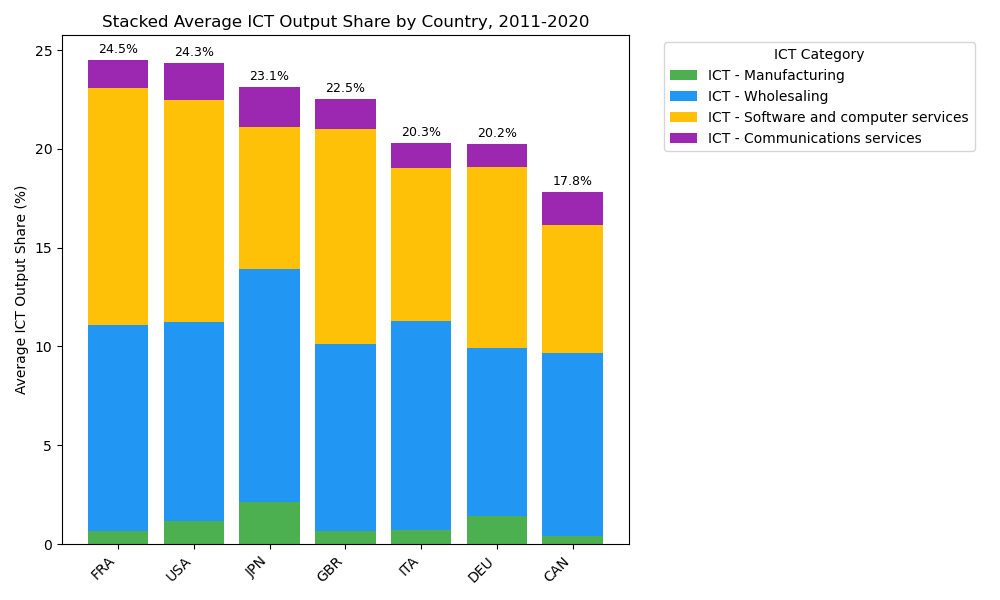 Stacked Average ICT Output Share by Country, 2011-2020
24.5%
24.3%
23.1%
22.5%
20.3%
20.2%
17.8%
Average ICT Output Share (%)
25
20
15
10
5
0
FRA
USA
JPN
GBR
ITA
DEU
CAN
ICT Category
ICT - Manufacturing
ICT - Wholesaling
ICT - Software and computer services
ICT - Communications services